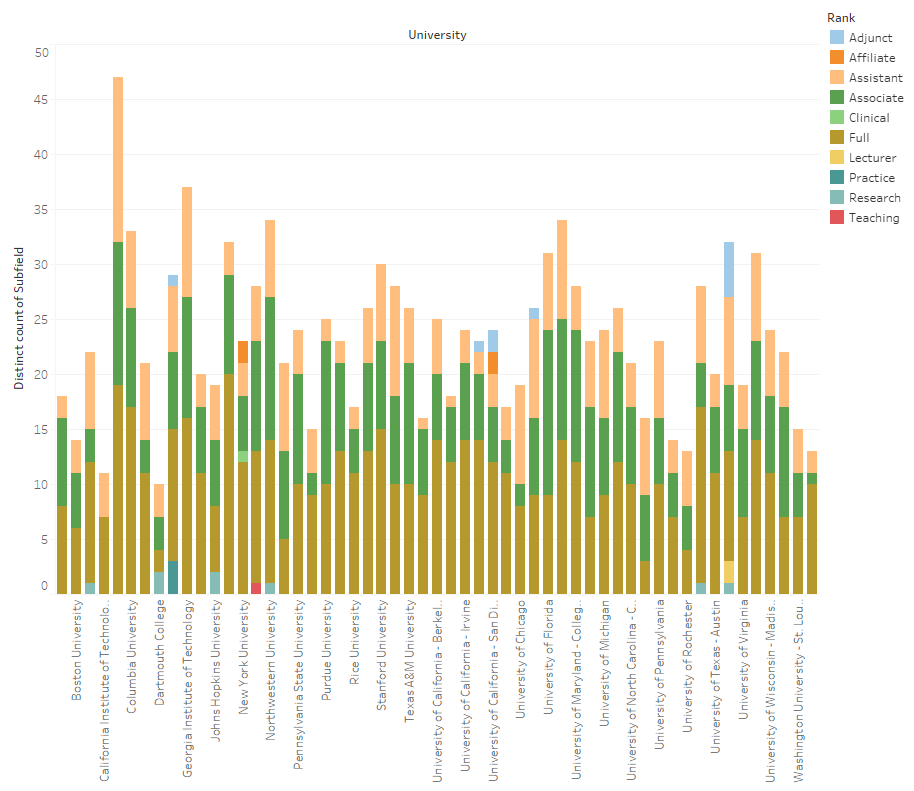 University
Rank
Adjunct
Affiliate
Assistant
Associate
Clinical
Full
Lecturer
Practice
Research
Teaching
Distinct count of Subfield
50
45
40
35
30
25
20
15
10
5
0
Boston University
California Institute of Technolo..
Columbia University
Dartmouth College
Georgia Institute of Technology
Johns Hopkins University
New York University
Northwestern University
Pennsylvania State University
Purdue University
Rice University
Stanford University
Texas A&M University
University of California - Berkel..
University of California - Irvine
University of California - San Di..
University of Chicago
University of Florida
University of Maryland - Colleg..
University of Michigan
University of North Carolina - C..
University of Pennsylvania
University of Rochester
University of Texas - Austin
University of Virginia
University of Wisconsin - Madis..
Washington University - St. Lou..